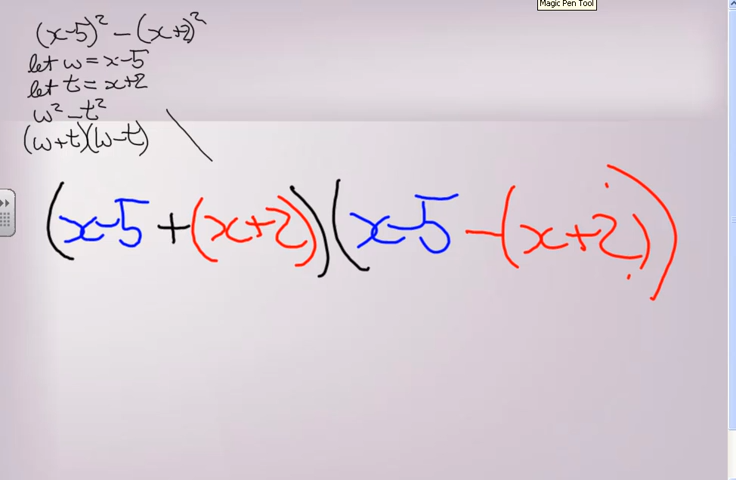 Magic Pen Tool
(x-5)² - (x+2)²
let w = x-5
let t = x+2
w² - t²
(w+t)(w-t)
(x-5+(x+2))(x-5-(x+2))